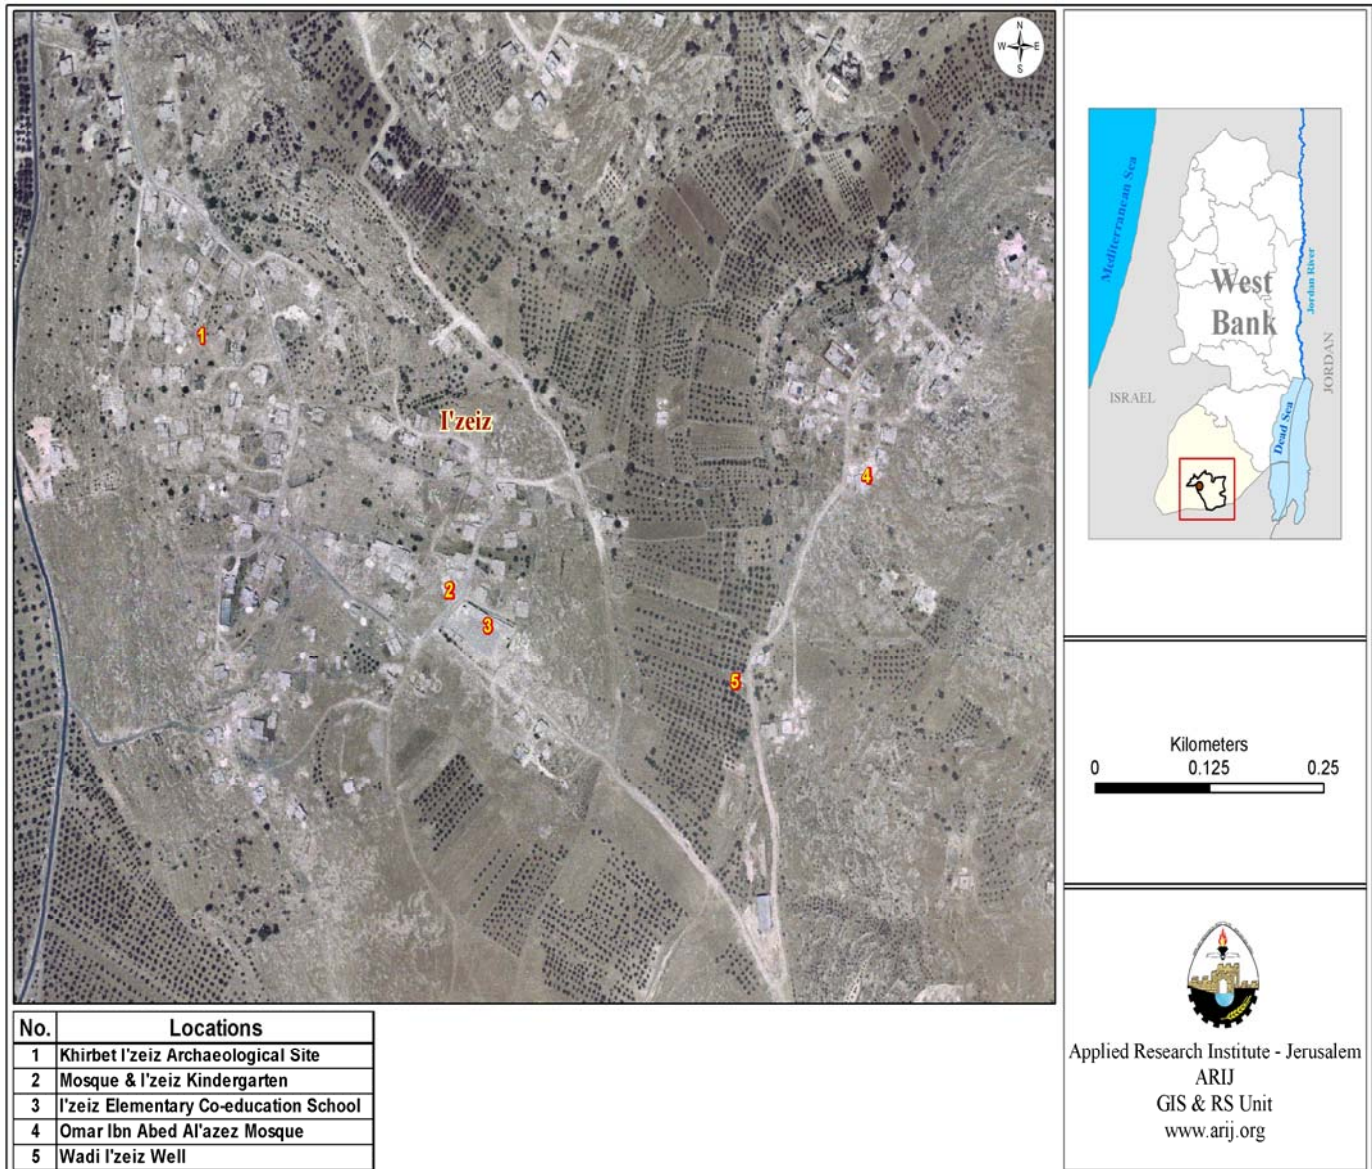 N
W E
S
1
I'zeiz
4
2
3
5
Mediterranean Sea
West
Bank
Jordan River
JORDAN
ISRAEL
Dead Sea
Kilometers
0 0.125 0.25
Applied Research Institute - Jerusalem
ARIJ
GIS & RS Unit
www.arij.org
No. Locations
1 Khirbet I'zeiz Archaeological Site
2 Mosque & I'zeiz Kindergarten
3 I'zeiz Elementary Co-education School
4 Omar Ibn Abed Al'azez Mosque
5 Wadi I'zeiz Well